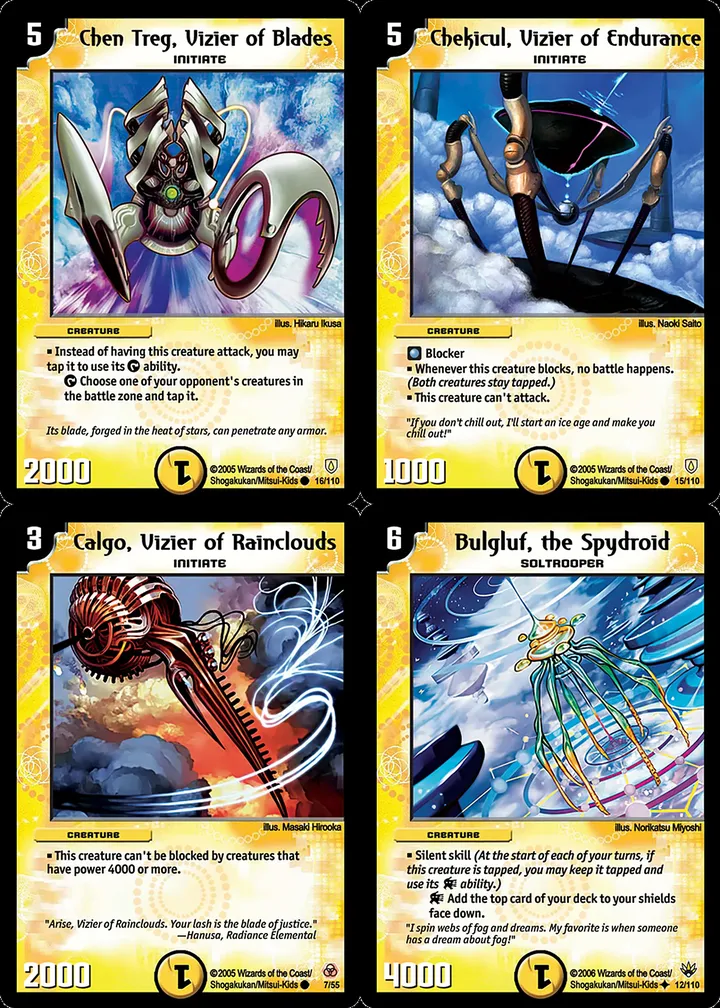 5 Chen Treg, Vizier of Blades
INITIATE
illus. Hikaru Ikusa
CREATURE
▪ Instead of having this creature attack, you may
tap it to use its ability.
Choose one of your opponent's creatures in
the battle zone and tap it.
Its blade, forged in the heat of stars, can penetrate any armor.
2000 1 ©2005 Wizards of the Coast/
Shogakukan/Mitsui-Kids ● 16/110
5 Chekicul, Vizier of Endurance
INITIATE
illus. Naoki Saito
CREATURE
Blocker
▪ Whenever this creature blocks, no battle happens.
(Both creatures stay tapped.)
▪ This creature can't attack.
"If you don't chill out, I'll start an ice age and make you
chill out!"
1000 1 ©2005 Wizards of the Coast/
Shogakukan/Mitsui-Kids ● 15/110
3 Calgo, Vizier of Rainclouds
INITIATE
illus. Masaki Hirooka
CREATURE
▪ This creature can't be blocked by creatures that
have power 4000 or more.
"Arise, Vizier of Rainclouds. Your lash is the blade of justice."
—Hanusa, Radiance Elemental
2000 1 ©2005 Wizards of the Coast/
Shogakukan/Mitsui-Kids ● 7/55
6 Bulgluf, the Spydroid
SOLTROOPER
illus. Norikatsu Miyoshi
CREATURE
▪ Silent skill (At the start of each of your turns, if
this creature is tapped, you may keep it tapped and
use its ability.)
Add the top card of your deck to your shields
face down.
"I spin webs of fog and dreams. My favorite is when someone
has a dream about fog!"
4000 1 ©2006 Wizards of the Coast/
Shogakukan/Mitsui-Kids ✦ 12/110